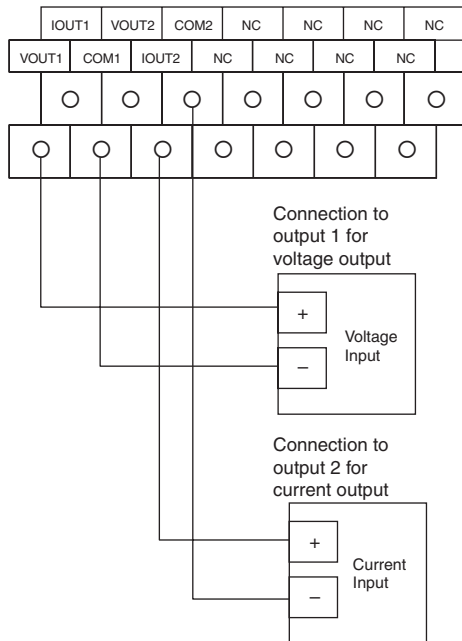 IOUT1 VOUT2 COM2 NC NC NC NC
VOUT1 COM1 IOUT2 NC NC NC NC
Connection to
output 1 for
voltage output
+
Voltage
Input
−
Connection to
output 2 for
current output
+
Current
Input
−